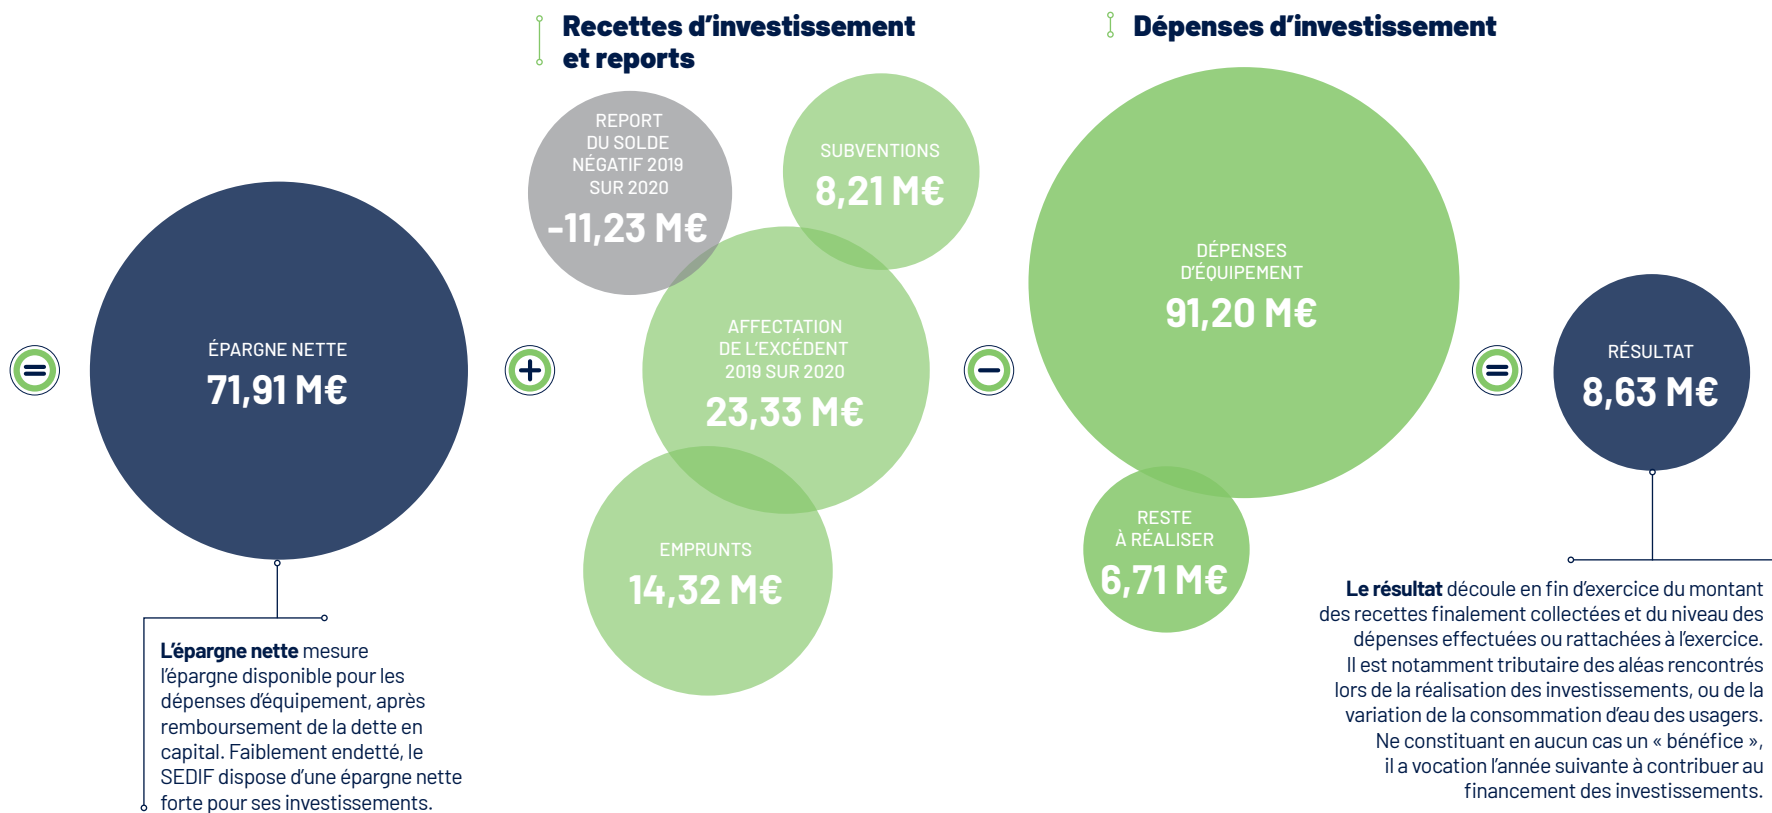 Recettes d’investissement
et reports
Dépenses d’investissement
=
ÉPARGNE NETTE
71,91 M€
+
REPORT
DU SOLDE
NÉGATIF 2019
SUR 2020
-11,23 M€
SUBVENTIONS
8,21 M€
AFFECTATION
DE L’EXCÉDENT
2019 SUR 2020
23,33 M€
EMPRUNTS
14,32 M€
−
DÉPENSES
D’ÉQUIPEMENT
91,20 M€
RESTE
À RÉALISER
6,71 M€
=
RÉSULTAT
8,63 M€
L’épargne nette mesure
l’épargne disponible pour les
dépenses d’équipement, après
remboursement de la dette en
capital. Faiblement endetté, le
SEDIF dispose d’une épargne nette
forte pour ses investissements.
Le résultat découle en fin d’exercice du montant
des recettes finalement collectées et du niveau des
dépenses effectuées ou rattachées à l’exercice.
Il est notamment tributaire des aléas rencontrés
lors de la réalisation des investissements, ou de la
variation de la consommation d’eau des usagers.
Ne constituant en aucun cas un « bénéfice »,
il a vocation l’année suivante à contribuer au
financement des investissements.